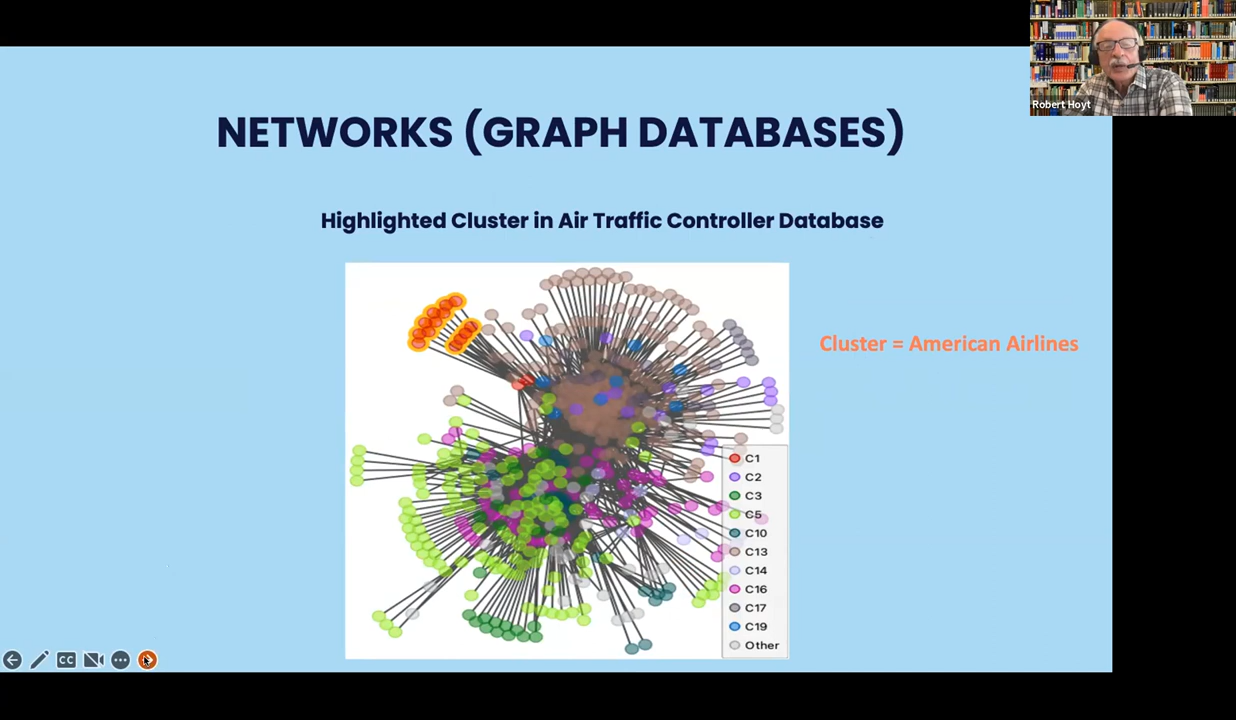 Robert Hoyt
NETWORKS (GRAPH DATABASES)
Highlighted Cluster in Air Traffic Controller Database
Cluster = American Airlines
C1
C2
C3
C5
C10
C13
C14
C16
C17
C19
Other
CC